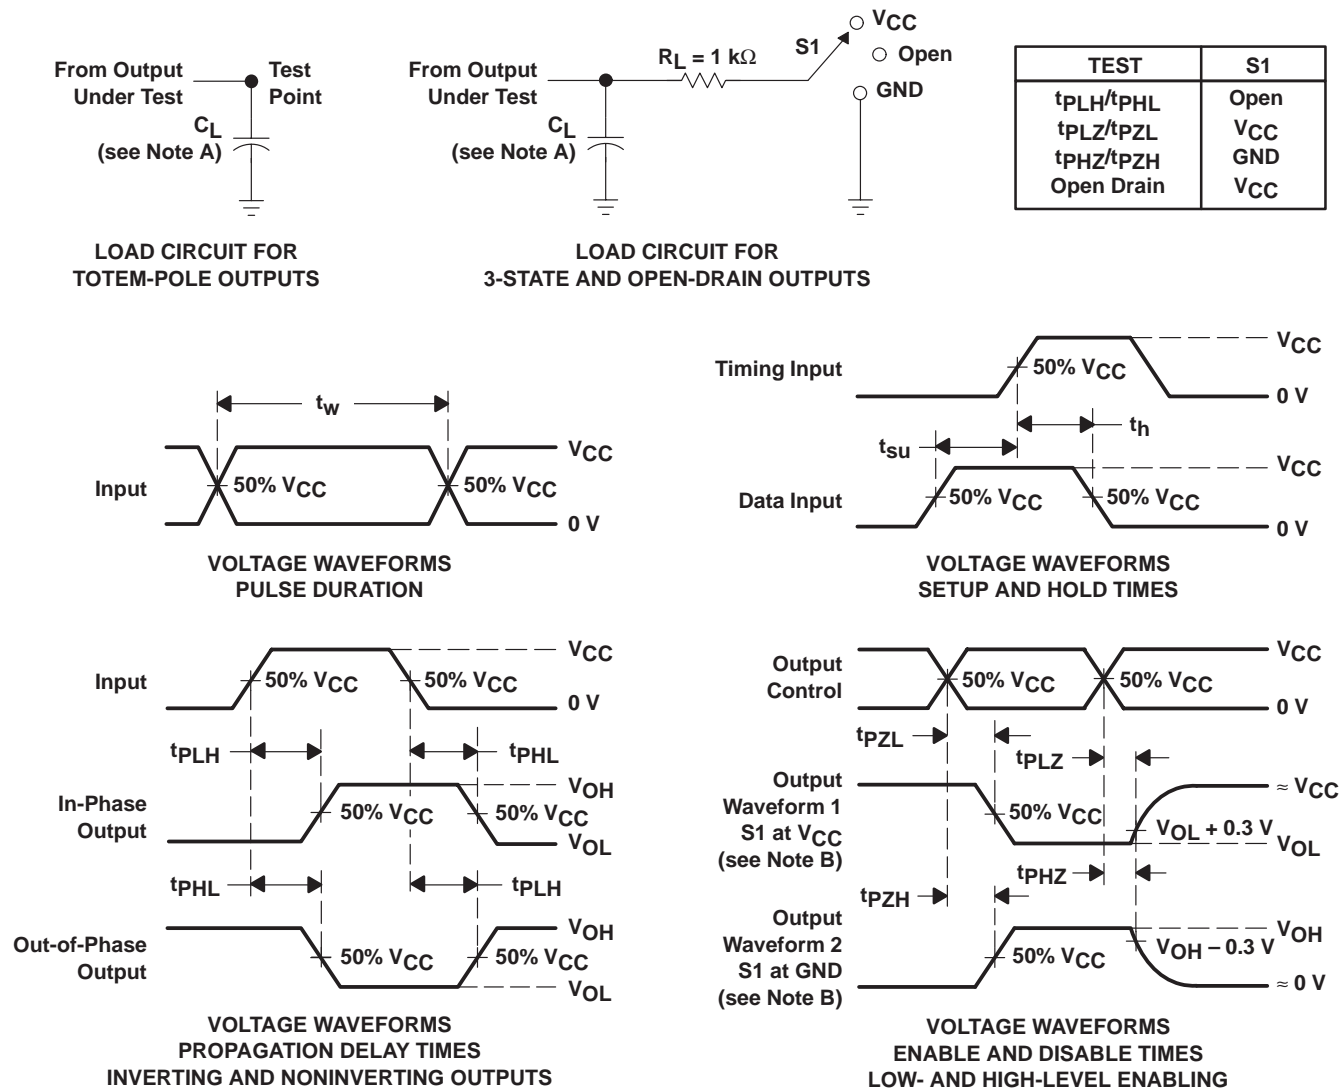 From Output
Under Test
Test
Point
CL
(see Note A)
LOAD CIRCUIT FOR
TOTEM-POLE OUTPUTS
From Output
Under Test
RL = 1 kΩ
S1
VCC
Open
GND
CL
(see Note A)
LOAD CIRCUIT FOR
3-STATE AND OPEN-DRAIN OUTPUTS
TEST S1
tPLH/tPHL Open
tPLZ/tPZL VCC
tPHZ/tPZH GND
Open Drain VCC
tw
Input
50% VCC
50% VCC
VCC
0 V
VOLTAGE WAVEFORMS
PULSE DURATION
Timing Input
50% VCC
VCC
0 V
tsu
th
Data Input
50% VCC
50% VCC
VCC
0 V
VOLTAGE WAVEFORMS
SETUP AND HOLD TIMES
Input
50% VCC
50% VCC
VCC
0 V
tPLH
tPHL
In-Phase
Output
50% VCC
50% VCC
VOH
VOL
tPHL
tPLH
Out-of-Phase
Output
50% VCC
50% VCC
VOH
VOL
VOLTAGE WAVEFORMS
PROPAGATION DELAY TIMES
INVERTING AND NONINVERTING OUTPUTS
Output
Control
50% VCC
50% VCC
VCC
0 V
tPZL
tPLZ
Output
Waveform 1
S1 at VCC
(see Note B)
50% VCC
VOL + 0.3 V
≈ VCC
VOL
tPZH
tPHZ
Output
Waveform 2
S1 at GND
(see Note B)
50% VCC
VOH – 0.3 V
VOH
≈ 0 V
VOLTAGE WAVEFORMS
ENABLE AND DISABLE TIMES
LOW- AND HIGH-LEVEL ENABLING